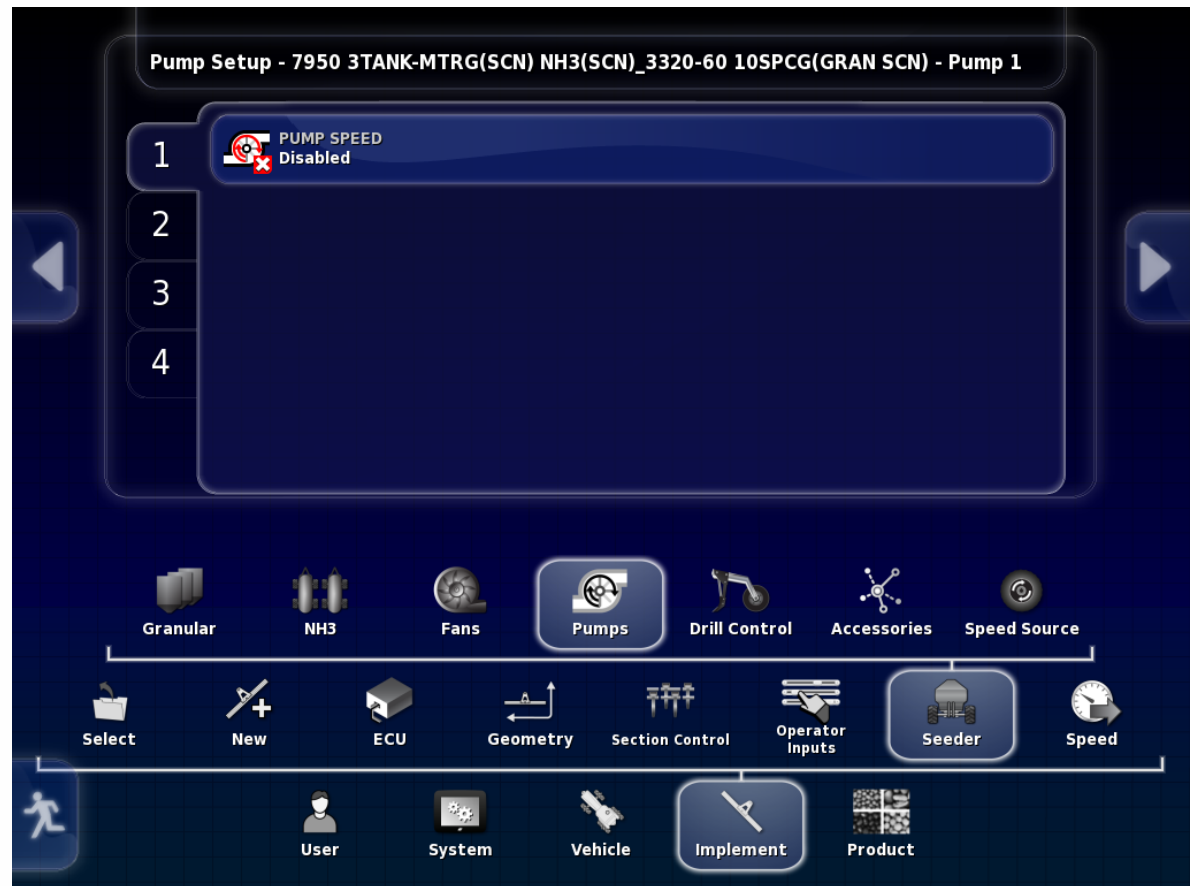 Pump Setup - 7950 3TANK-MTRG(SCN) NH3(SCN)_3320-60 10SPCG(GRAN SCN) - Pump 1
1
PUMP SPEED
Disabled
2
3
4
Granular
NH3
Fans
Pumps
Drill Control
Accessories
Speed Source
Select
New
ECU
Geometry
Section Control
Operator
Inputs
Seeder
Speed
User
System
Vehicle
Implement
Product